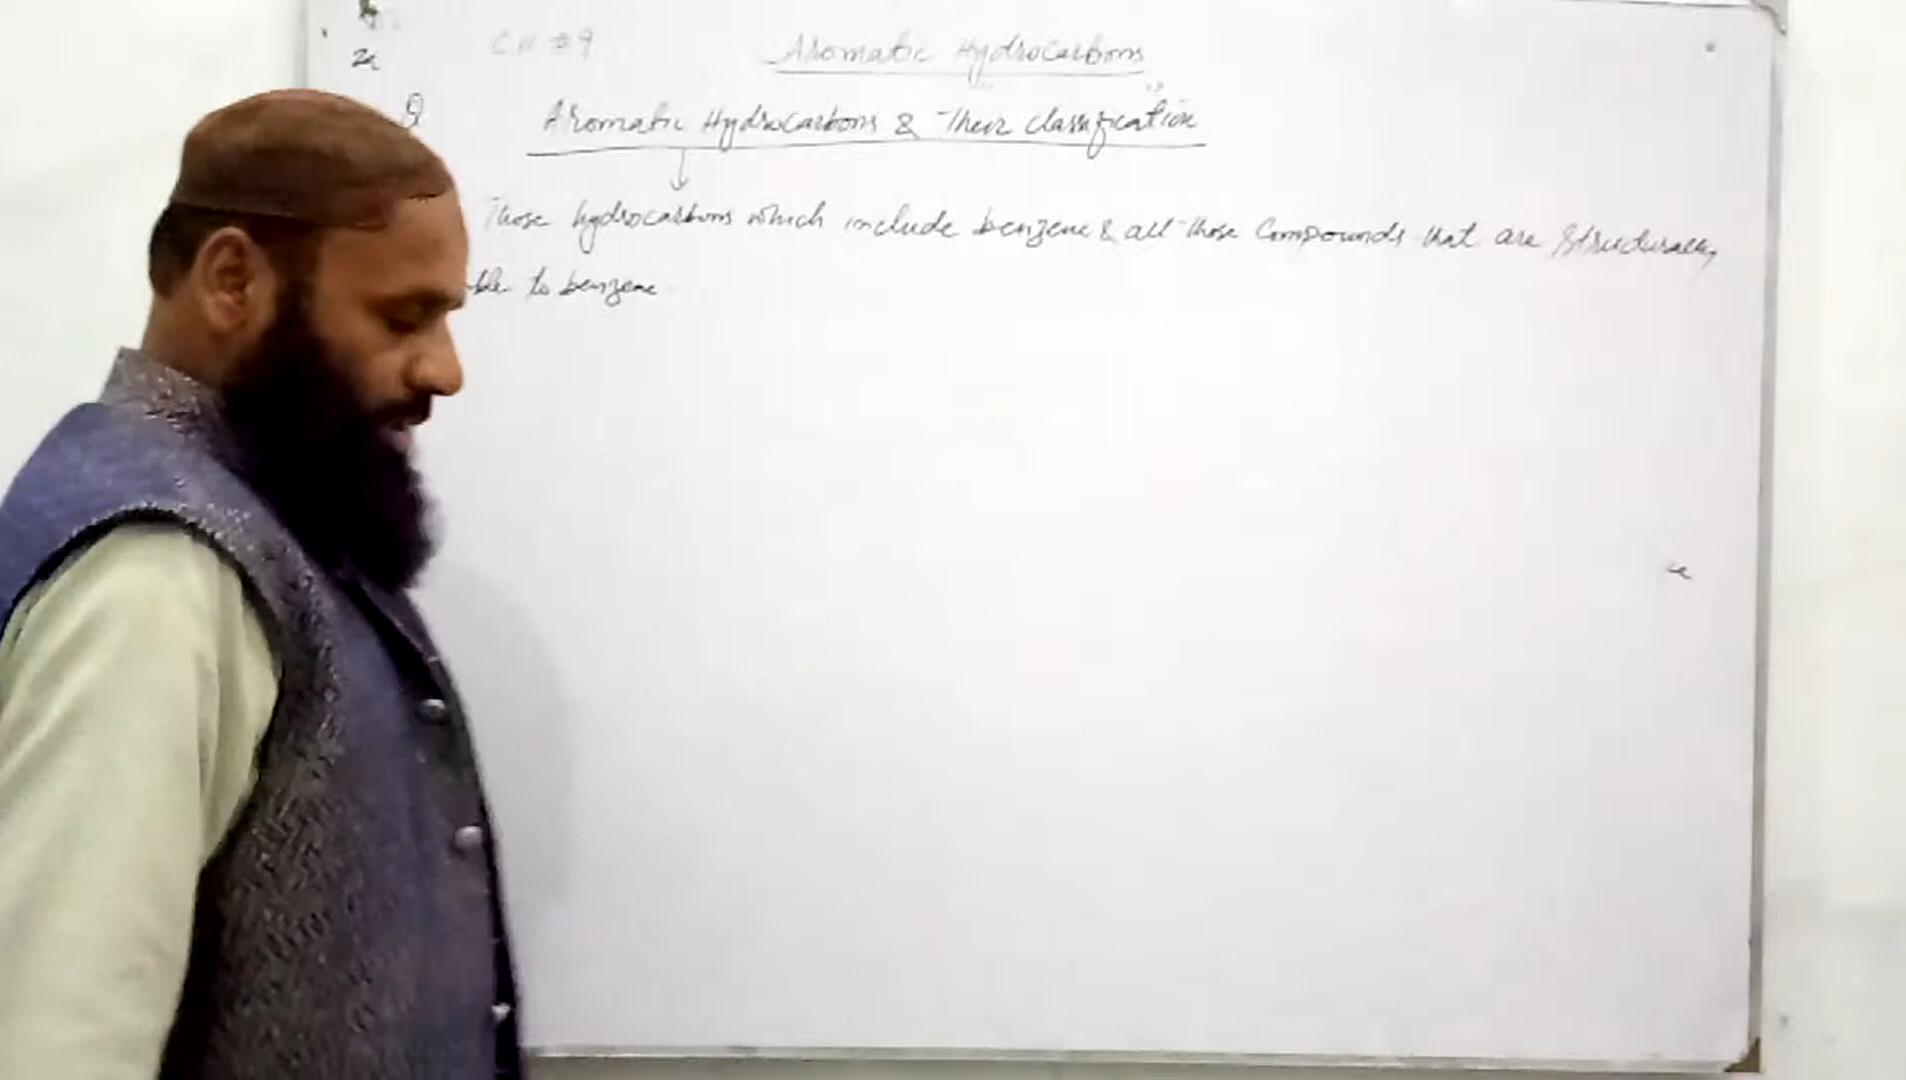 CH # 9 Aromatic Hydrocarbons
Q Aromatic Hydrocarbons & Their classification
Those hydrocarbons which include benzene & all those Compounds that are Structurally
ble to benzene